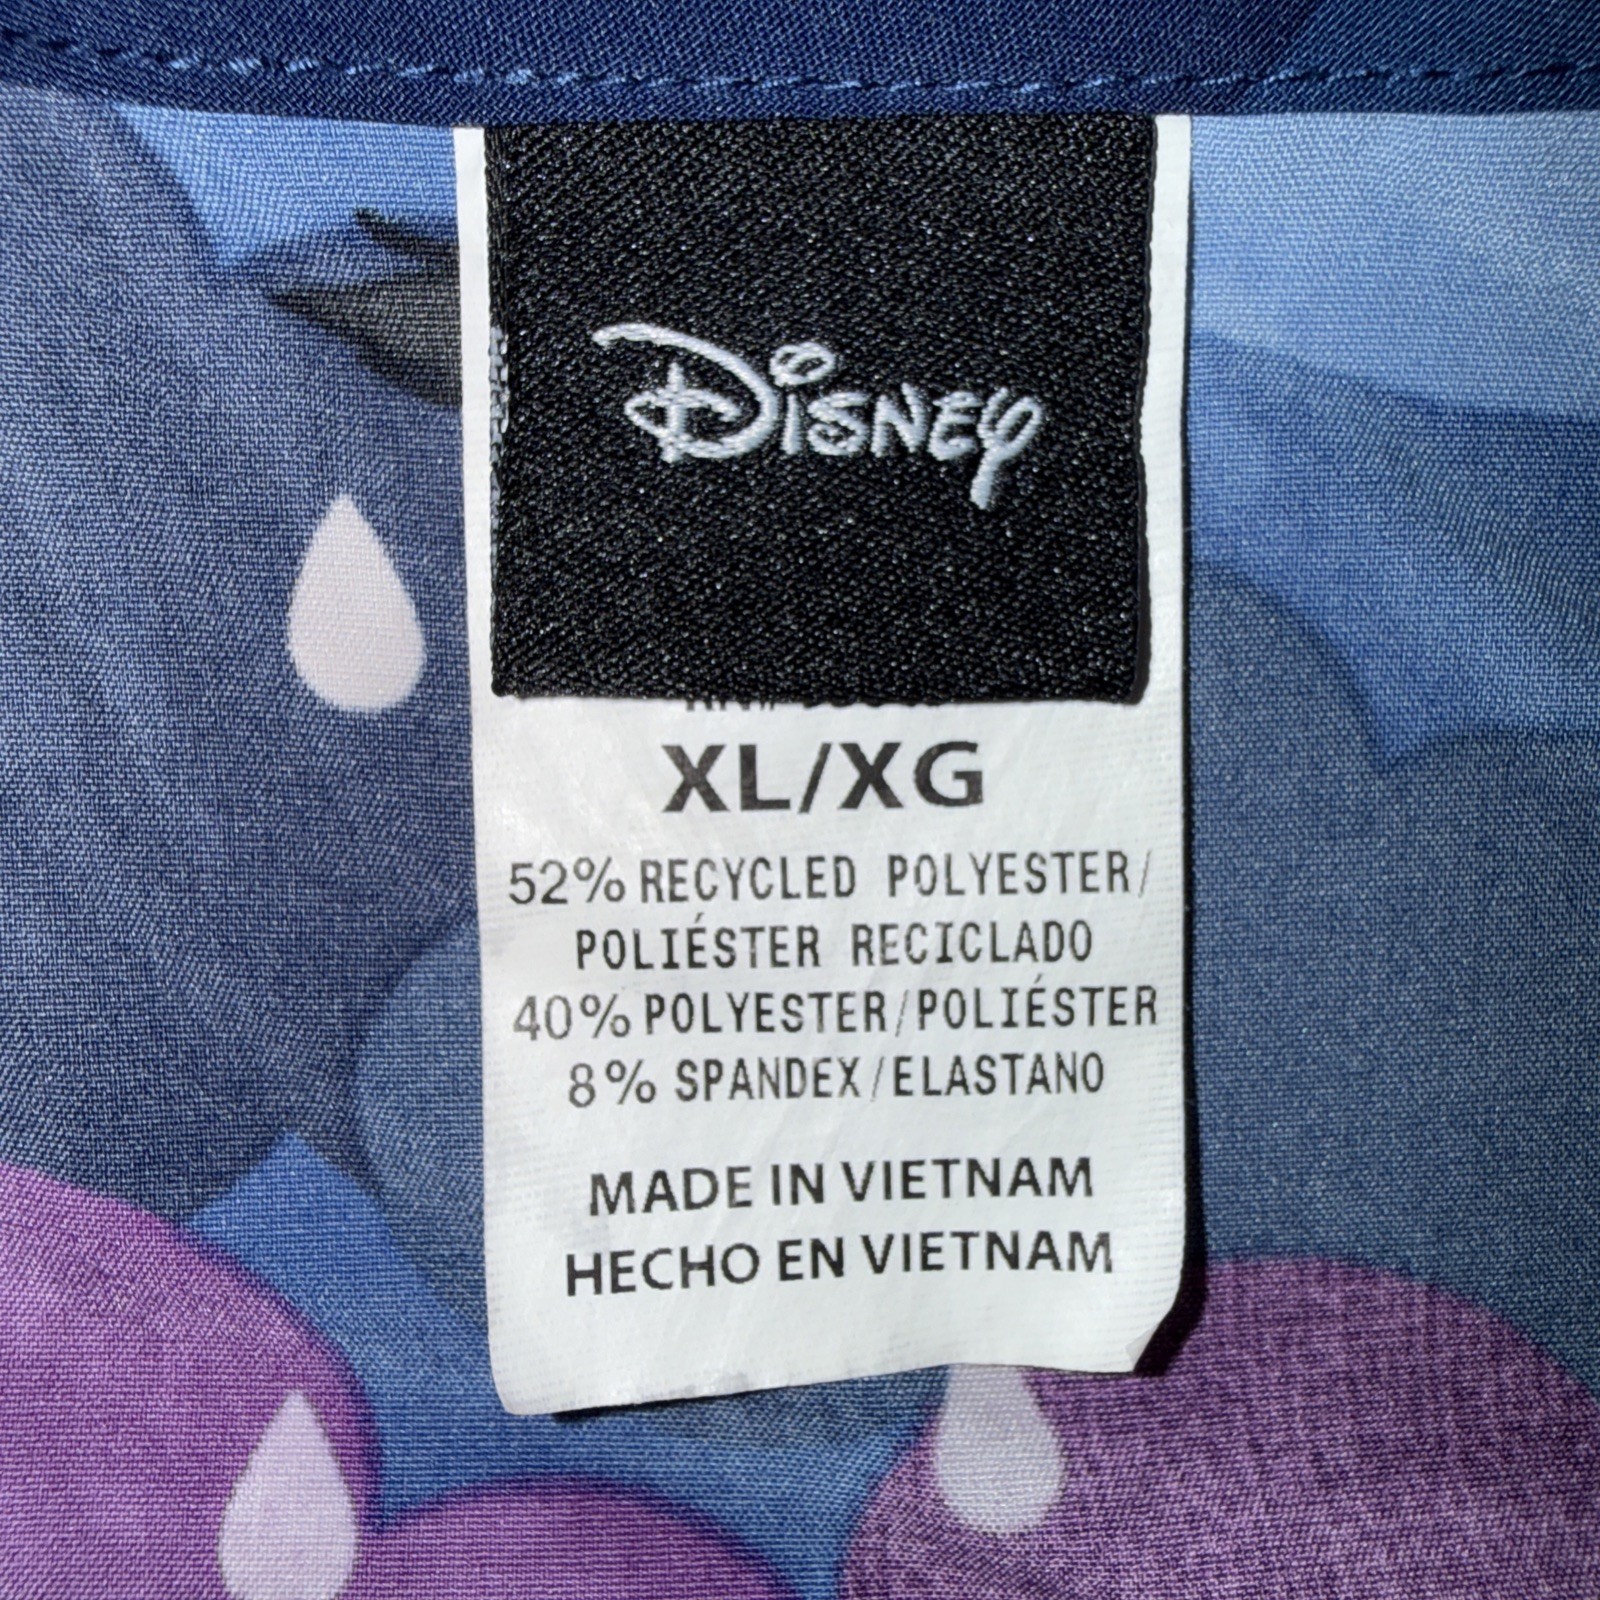 Disney
XL/XG
52% RECYCLED POLYESTER/
POLIÉSTER RECICLADO
40% POLYESTER/POLIÉSTER
8% SPANDEX/ELASTANO
MADE IN VIETNAM
HECHO EN VIETNAM